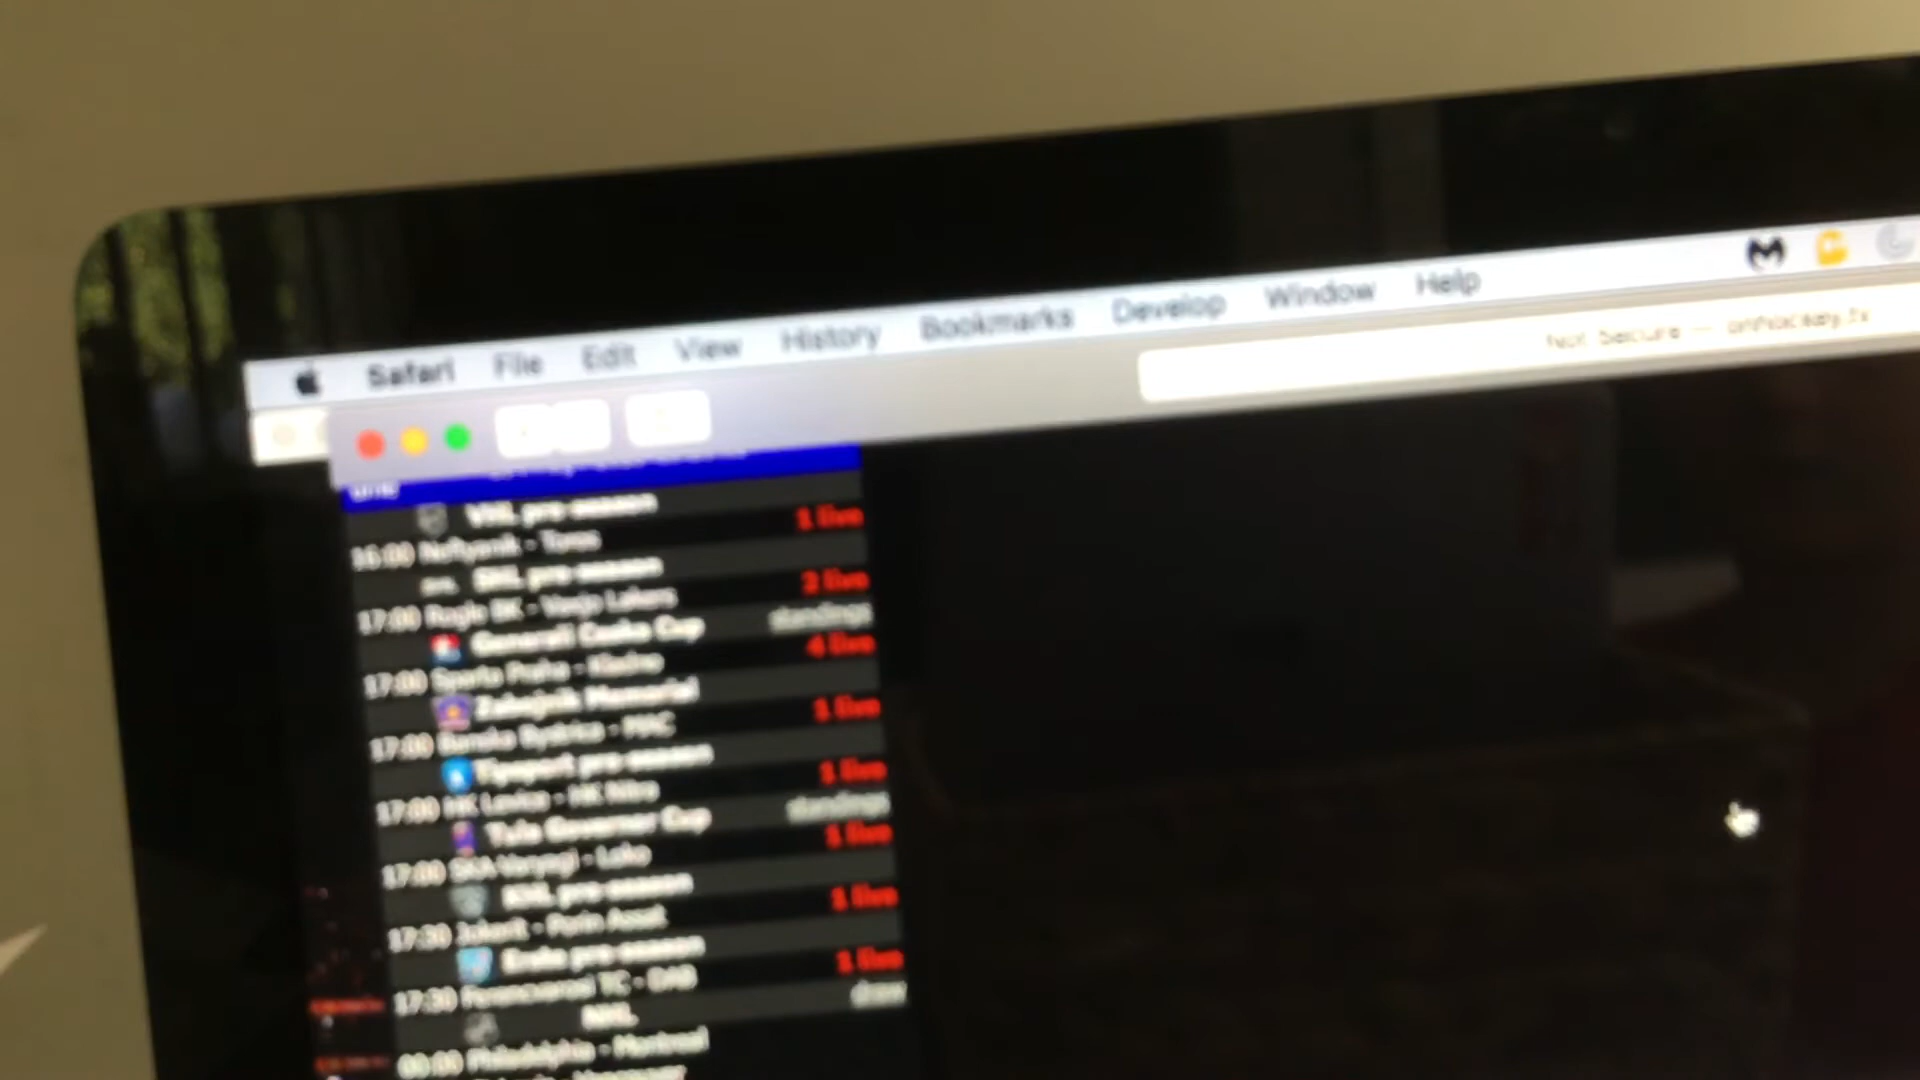 Safari File Edit View History Bookmarks Develop Window Help
Not Secure — onhockey.tv
VHL pre-season
16:00 Neftyanik - Toros 1 live
SHL pre-season
17:00 Rogle BK - Vaxjo Lakers 2 live
Generali Ceska Cup standings
17:00 Sparta Praha - Kladno 4 live
Memorial
17:00 Banska Bystrica - MAC 1 live
Tipsport pre-season
17:00 HK Levice - HK Nitra 1 live
Tula Governor Cup standings
17:00 SKA Varyagi - Loko 1 live
KHL pre-season
17:30 Jokerit - Porin Assat 1 live
Erste pre-season
17:30 Ferencvarosi TC - DAB 1 live
NHL draw
00:00 Philadelphia - Montreal